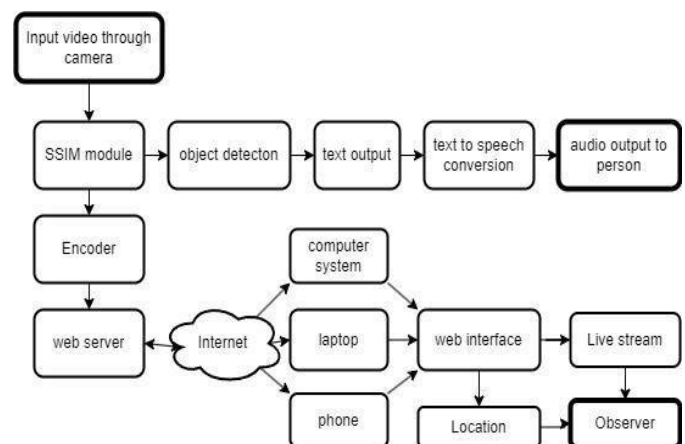 Input video through
camera
SSIM module
object detecton
text output
text to speech
conversion
audio output to
person
Encoder
computer
system
web server
Internet
laptop
web interface
Live stream
phone
Location
Observer